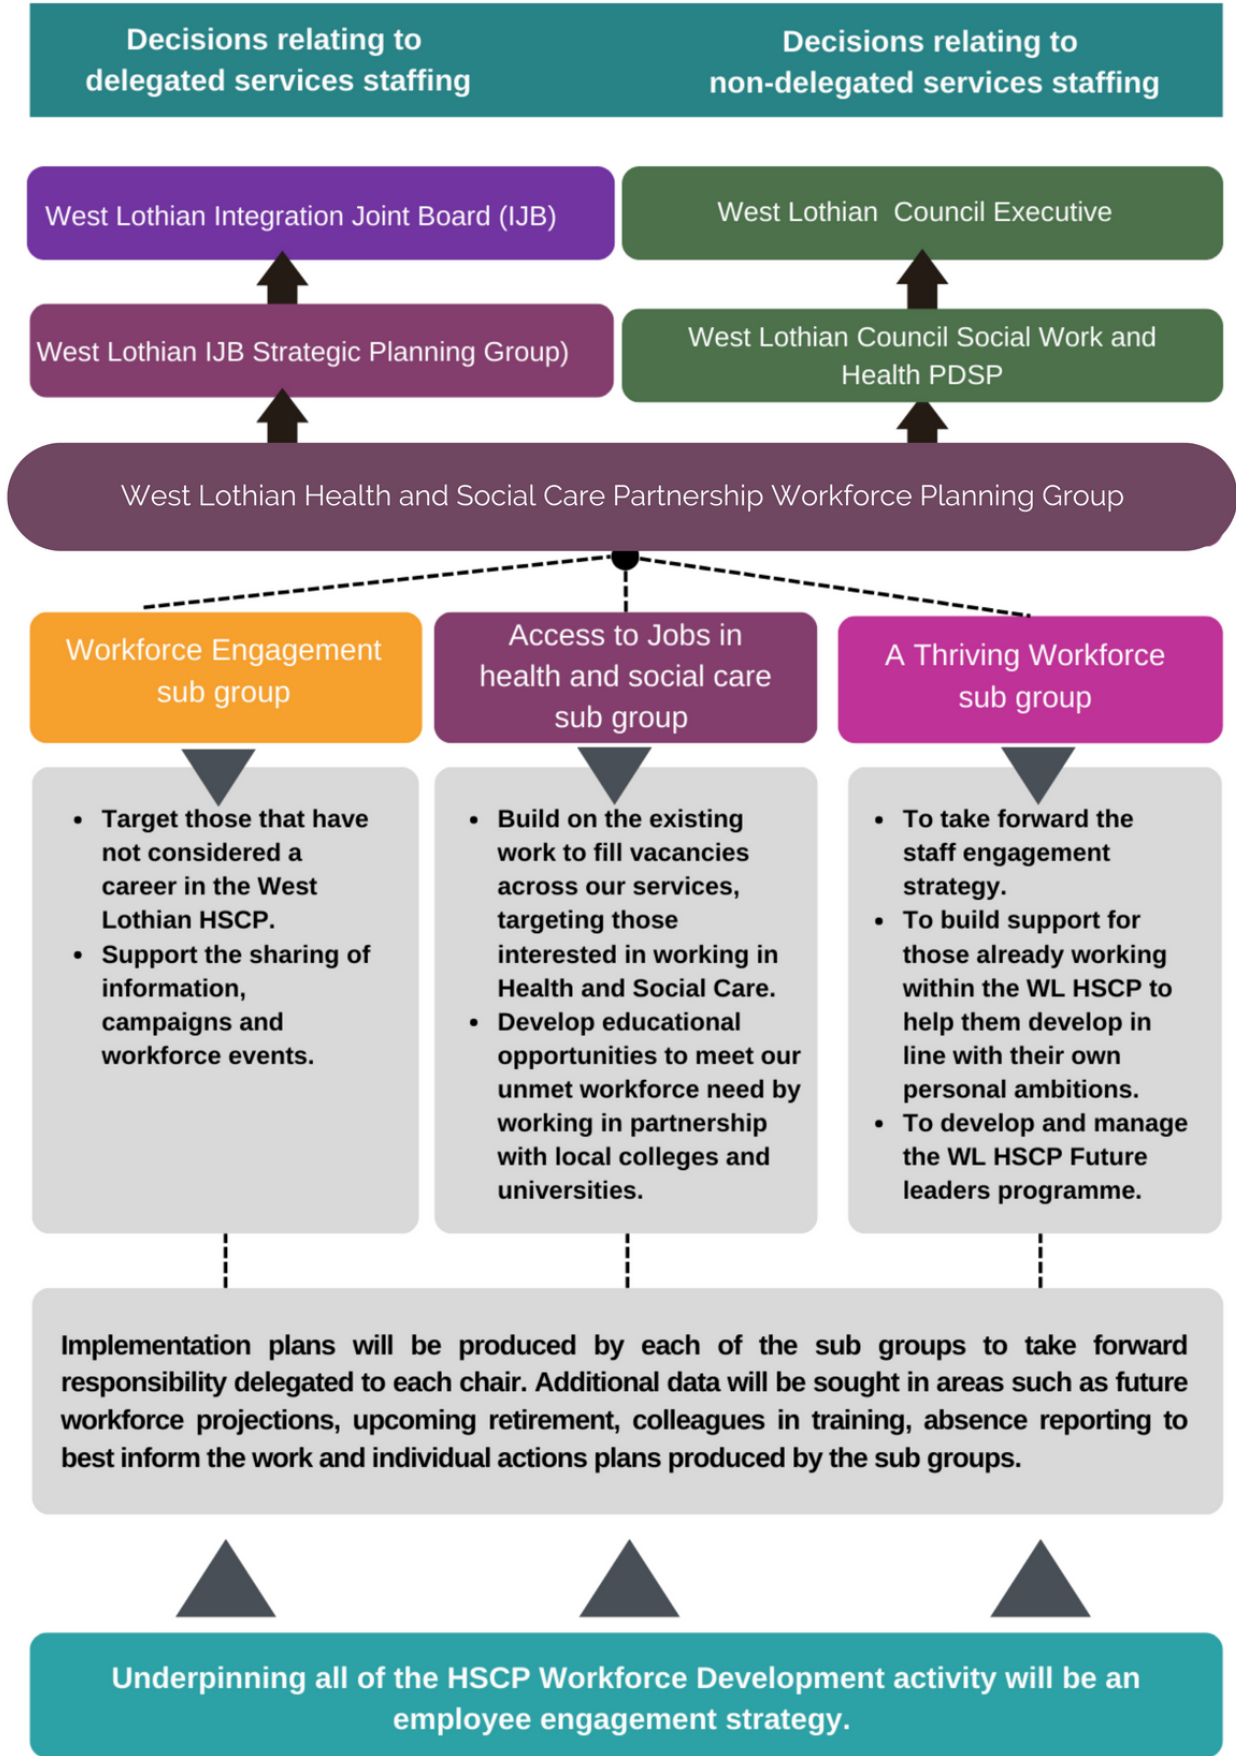 Decisions relating to
delegated services staffing
Decisions relating to
non-delegated services staffing
West Lothian Integration Joint Board (IJB)
West Lothian Council Executive
West Lothian IJB Strategic Planning Group)
West Lothian Council Social Work and
Health PDSP
West Lothian Health and Social Care Partnership Workforce Planning Group
Workforce Engagement
sub group
Access to Jobs in
health and social care
sub group
A Thriving Workforce
sub group
• Target those that have
not considered a
career in the West
Lothian HSCP.
• Support the sharing of
information,
campaigns and
workforce events.
• Build on the existing
work to fill vacancies
across our services,
targeting those
interested in working in
Health and Social Care.
• Develop educational
opportunities to meet our
unmet workforce need by
working in partnership
with local colleges and
universities.
• To take forward the
staff engagement
strategy.
• To build support for
those already working
within the WL HSCP to
help them develop in
line with their own
personal ambitions.
• To develop and manage
the WL HSCP Future
leaders programme.
Implementation plans will be produced by each of the sub groups to take forward
responsibility delegated to each chair. Additional data will be sought in areas such as future
workforce projections, upcoming retirement, colleagues in training, absence reporting to
best inform the work and individual actions plans produced by the sub groups.
Underpinning all of the HSCP Workforce Development activity will be an
employee engagement strategy.